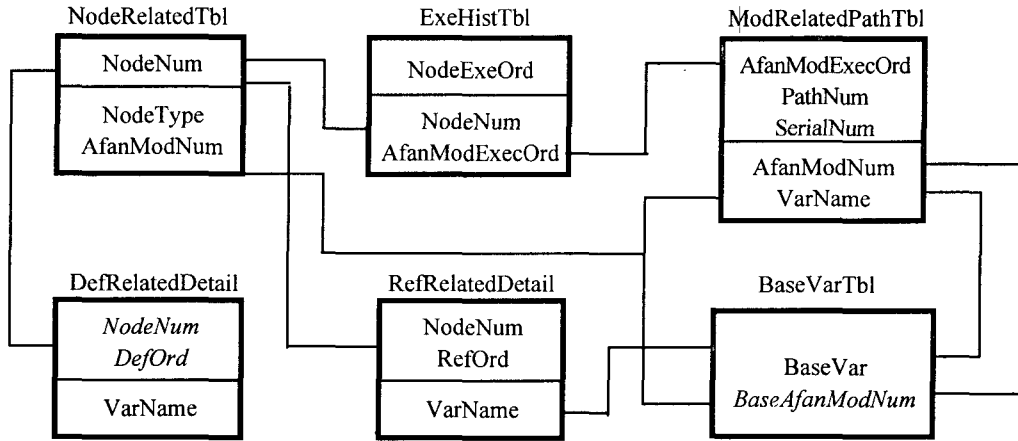 NodeRelatedTbl
NodeNum
NodeType
AfanModNum
ExeHistTbl
NodeExeOrd
NodeNum
AfanModExecOrd
ModRelatedPathTbl
AfanModExecOrd
PathNum
SerialNum
AfanModNum
VarName
DefRelatedDetail
NodeNum
DefOrd
VarName
RefRelatedDetail
NodeNum
RefOrd
VarName
BaseVarTbl
BaseVar
BaseAfanModNum